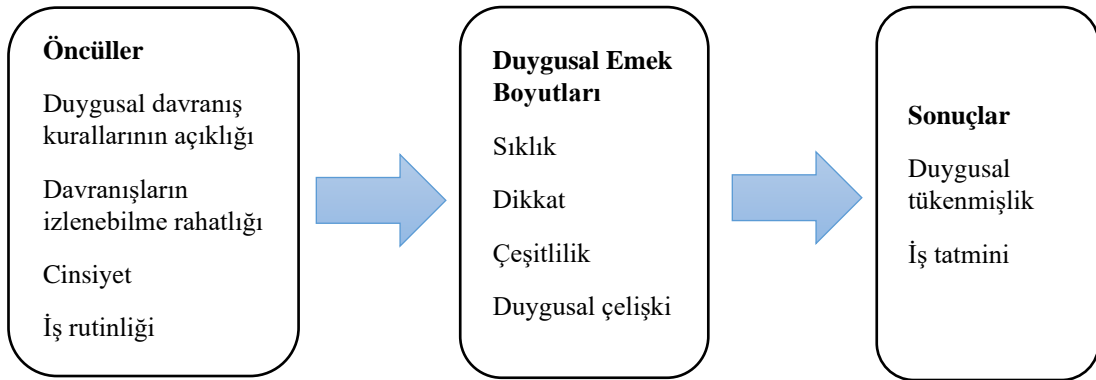 Öncüller
Duygusal davranış
kurallarının açıklığı
Davranışların
izlenebilme rahatlığı
Cinsiyet
İş rutinliği
Duygusal Emek
Boyutları
Sıklık
Dikkat
Çeşitlilik
Duygusal çelişki
Sonuçlar
Duygusal
tükenmişlik
İş tatmini